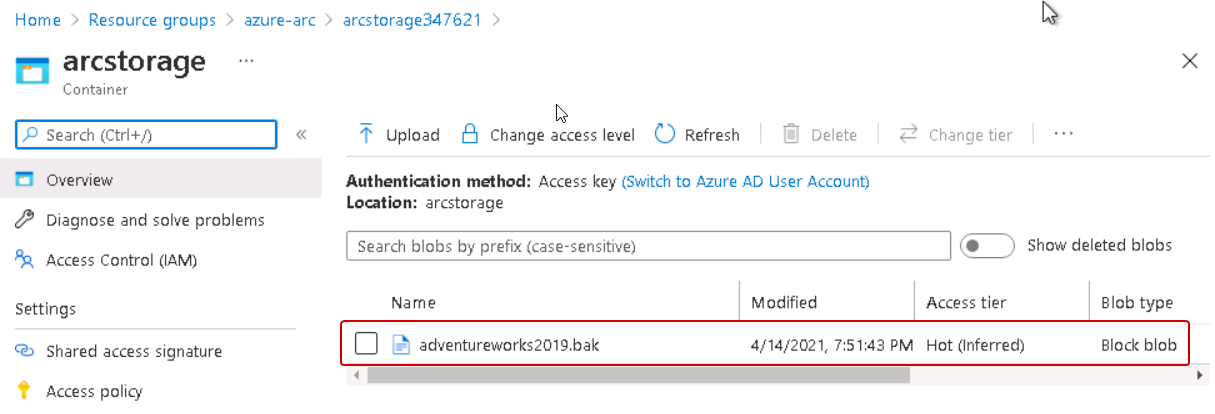 Home > Resource groups > azure-arc > arcstorage347621 >
arcstorage ...
Container
Search (Ctrl+/) «
Upload Change access level Refresh Delete Change tier ...
Overview
Diagnose and solve problems
Access Control (IAM)
Settings
Shared access signature
Access policy
Authentication method: Access key (Switch to Azure AD User Account)
Location: arcstorage
Search blobs by prefix (case-sensitive) Show deleted blobs
Name Modified Access tier Blob type
adventureworks2019.bak 4/14/2021, 7:51:43 PM Hot (Inferred) Block blob